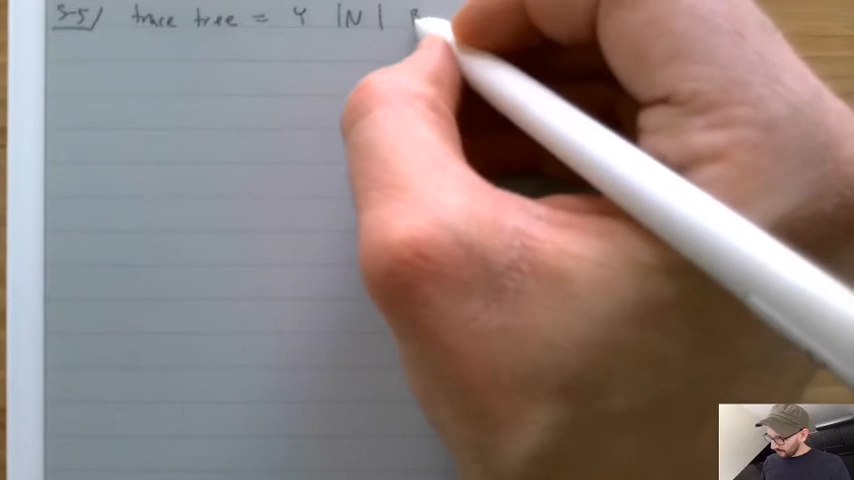 5-5/ trace tree = Y |N|